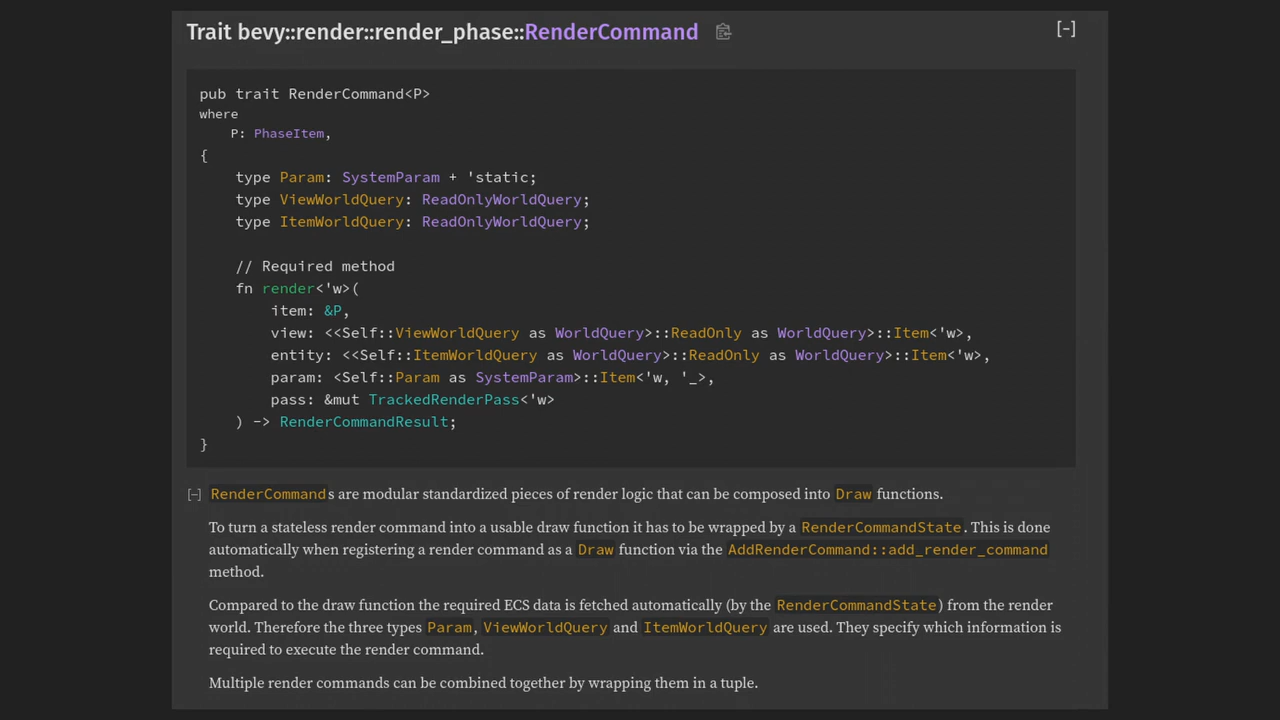 Trait bevy::render::render_phase::RenderCommand
[-]
pub trait RenderCommand<P>
where
    P: PhaseItem,
{
    type Param: SystemParam + 'static;
    type ViewWorldQuery: ReadOnlyWorldQuery;
    type ItemWorldQuery: ReadOnlyWorldQuery;
    // Required method
    fn render<'w>(
        item: &P,
        view: <<Self::ViewWorldQuery as WorldQuery>::ReadOnly as WorldQuery>::Item<'w>,
        entity: <<Self::ItemWorldQuery as WorldQuery>::ReadOnly as WorldQuery>::Item<'w>,
        param: <Self::Param as SystemParam>::Item<'w, '_>,
        pass: &mut TrackedRenderPass<'w>
    ) -> RenderCommandResult;
}
[-] RenderCommands are modular standardized pieces of render logic that can be composed into Draw functions.
To turn a stateless render command into a usable draw function it has to be wrapped by a RenderCommandState. This is done
automatically when registering a render command as a Draw function via the AddRenderCommand::add_render_command
method.
Compared to the draw function the required ECS data is fetched automatically (by the RenderCommandState) from the render
world. Therefore the three types Param, ViewWorldQuery and ItemWorldQuery are used. They specify which information is
required to execute the render command.
Multiple render commands can be combined together by wrapping them in a tuple.